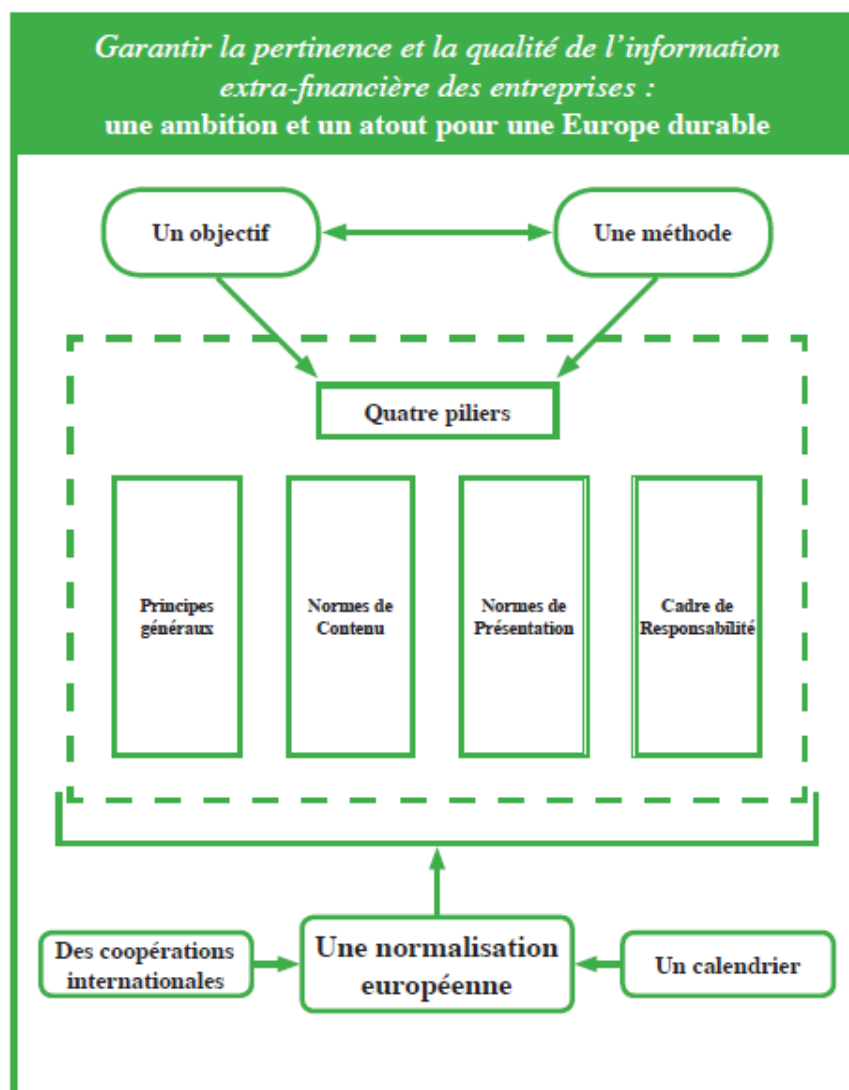 Garantir la pertinence et la qualité de l'information
extra-financière des entreprises :
une ambition et un atout pour une Europe durable
Un objectif
Une méthode
Quatre piliers
Principes
généraux
Normes de
Contenu
Normes de
Présentation
Cadre de
Responsabilité
Des coopérations
internationales
Une normalisation
européenne
Un calendrier